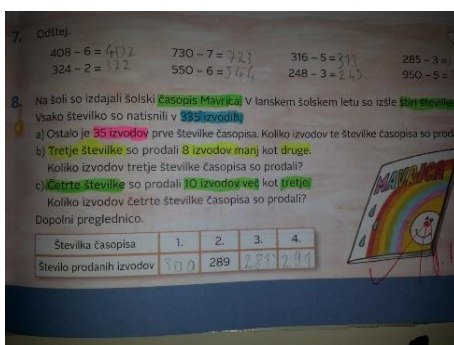 7. Odštej.
408 – 6 = 402 730 – 7 = 723 316 – 5 = 311 285 – 3 =
324 – 2 = 322 550 – 6 = 544 248 – 3 = 245 950 – 5 =
8. Na šoli so izdajali šolski časopis Mavrica. V lanskem šolskem letu so izšle štiri številke
Vsako številko so natisnili v 335 izvodih.
a) Ostalo je 35 izvodov prve številke časopisa. Koliko izvodov te številke časopisa so prod
b) Tretje številke so prodali 8 izvodov manj kot druge.
Koliko izvodov tretje številke časopisa so prodali?
c) Četrte številke so prodali 10 izvodov več kot tretje.
Koliko izvodov četrte številke časopisa so prodali?
Dopolni preglednico.
Številka časopisa 1. 2. 3. 4.
Število prodanih izvodov 300 289 281 291
MAVRICA